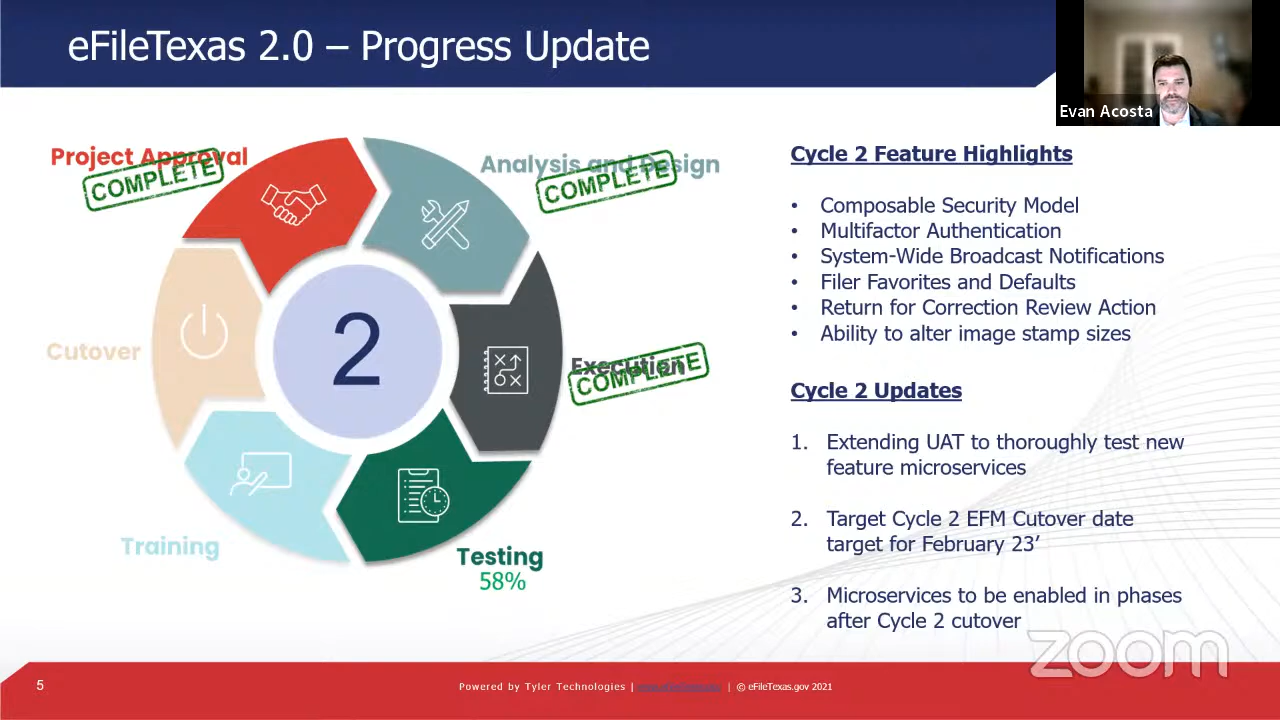 eFileTexas 2.0 – Progress Update
Evan Acosta
Project Approval
COMPLETE
Analysis and Design
COMPLETE
Execution
COMPLETE
Testing
58%
Training
Cutover
2
Cycle 2 Feature Highlights
• Composable Security Model
• Multifactor Authentication
• System-Wide Broadcast Notifications
• Filer Favorites and Defaults
• Return for Correction Review Action
• Ability to alter image stamp sizes
Cycle 2 Updates
1. Extending UAT to thoroughly test new
feature microservices
2. Target Cycle 2 EFM Cutover date
target for February 23’
3. Microservices to be enabled in phases
after Cycle 2 cutover
zoom
5
Powered by Tyler Technologies | | © eFileTexas.gov 2021